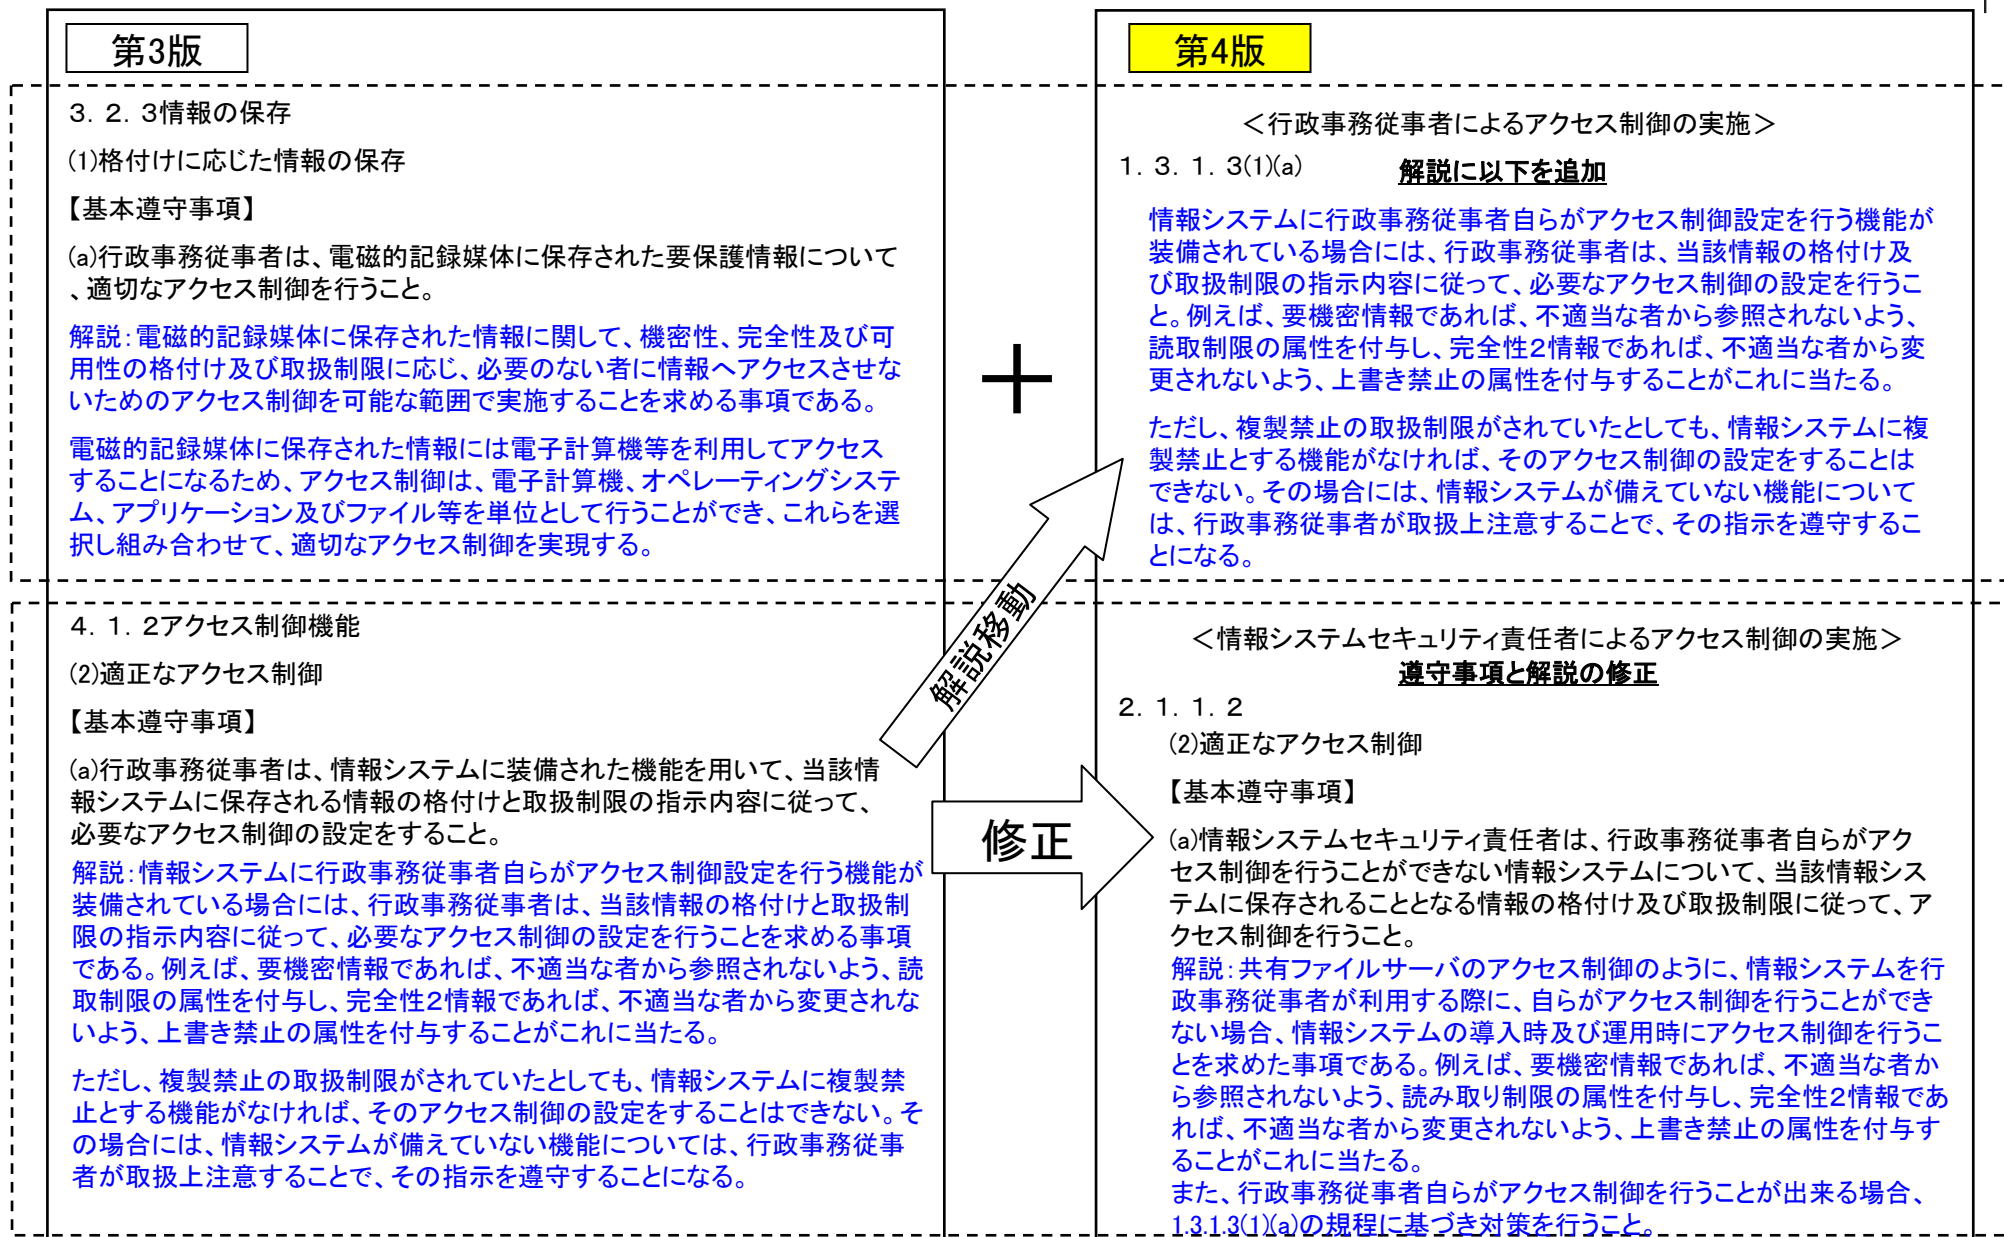 第3版
3．2．3情報の保存
(1)格付けに応じた情報の保存
【基本遵守事項】
(a)行政事務従事者は、電磁的記録媒体に保存された要保護情報について
、適切なアクセス制御を行うこと。
解説：電磁的記録媒体に保存された情報に関して、機密性、完全性及び可
用性の格付け及び取扱制限に応じ、必要のない者に情報へアクセスさせな
いためのアクセス制御を可能な範囲で実施することを求める事項である。
電磁的記録媒体に保存された情報には電子計算機等を利用してアクセス
することになるため、アクセス制御は、電子計算機、オペレーティングシステ
ム、アプリケーション及びファイル等を単位として行うことができ、これらを選
択し組み合わせて、適切なアクセス制御を実現する。
4．1．2アクセス制御機能
(2)適正なアクセス制御
【基本遵守事項】
(a)行政事務従事者は、情報システムに装備された機能を用いて、当該情
報システムに保存される情報の格付けと取扱制限の指示内容に従って、
必要なアクセス制御の設定をすること。
解説：情報システムに行政事務従事者自らがアクセス制御設定を行う機能が
装備されている場合には、行政事務従事者は、当該情報の格付けと取扱制
限の指示内容に従って、必要なアクセス制御の設定を行うことを求める事項
である。例えば、要機密情報であれば、不適当な者から参照されないよう、読
取制限の属性を付与し、完全性2情報であれば、不適当な者から変更されな
いよう、上書き禁止の属性を付与することがこれに当たる。
ただし、複製禁止の取扱制限がされていたとしても、情報システムに複製禁
止とする機能がなければ、そのアクセス制御の設定をすることはできない。そ
の場合には、情報システムが備えていない機能については、行政事務従事
者が取扱上注意することで、その指示を遵守することになる。
＋
解説移動
修正
第4版
＜行政事務従事者によるアクセス制御の実施＞
1．3．1．3(1)(a) 解説に以下を追加
情報システムに行政事務従事者自らがアクセス制御設定を行う機能が
装備されている場合には、行政事務従事者は、当該情報の格付け及
び取扱制限の指示内容に従って、必要なアクセス制御の設定を行うこ
と。例えば、要機密情報であれば、不適当な者から参照されないよう、
読取制限の属性を付与し、完全性2情報であれば、不適当な者から変
更されないよう、上書き禁止の属性を付与することがこれに当たる。
ただし、複製禁止の取扱制限がされていたとしても、情報システムに複
製禁止とする機能がなければ、そのアクセス制御の設定をすることは
できない。その場合には、情報システムが備えていない機能について
は、行政事務従事者が取扱上注意することで、その指示を遵守するこ
とになる。
＜情報システムセキュリティ責任者によるアクセス制御の実施＞
遵守事項と解説の修正
2．1．1．2
(2)適正なアクセス制御
【基本遵守事項】
(a)情報システムセキュリティ責任者は、行政事務従事者自らがアク
セス制御を行うことができない情報システムについて、当該情報シス
テムに保存されることとなる情報の格付け及び取扱制限に従って、ア
クセス制御を行うこと。
解説：共有ファイルサーバのアクセス制御のように、情報システムを行
政事務従事者が利用する際に、自らがアクセス制御を行うことができ
ない場合、情報システムの導入時及び運用時にアクセス制御を行うこ
とを求めた事項である。例えば、要機密情報であれば、不適当な者か
ら参照されないよう、読み取り制限の属性を付与し、完全性2情報であ
れば、不適当な者から変更されないよう、上書き禁止の属性を付与す
ることがこれに当たる。
また、行政事務従事者自らがアクセス制御を行うことが出来る場合、
1.3.1.3(1)(a)の規程に基づき対策を行うこと。